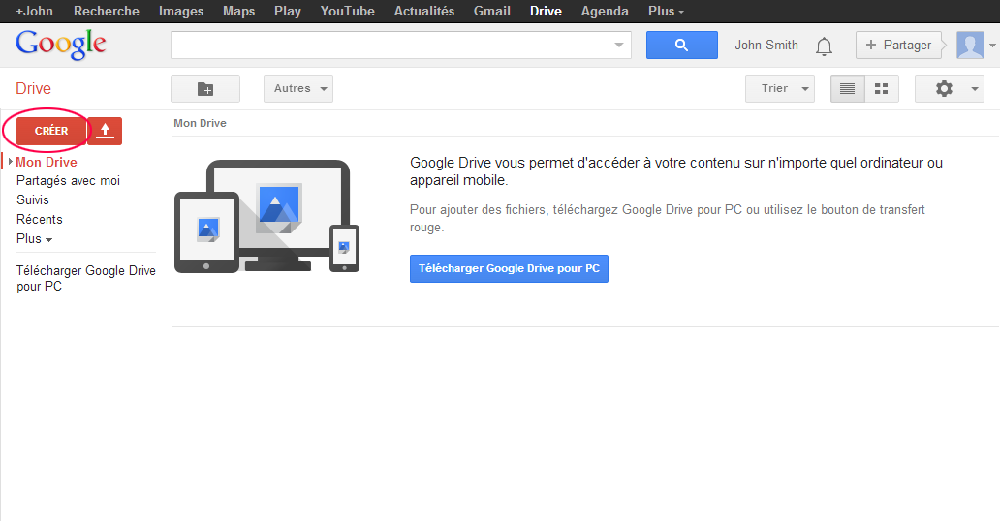 +John Recherche Images Maps Play YouTube Actualités Gmail Drive Agenda Plus
Google
John Smith
+ Partager
Drive
Autres
Trier
CRÉER
Mon Drive
Mon Drive
Partagés avec moi
Suivis
Récents
Plus
Télécharger Google Drive
pour PC
Google Drive vous permet d'accéder à votre contenu sur n'importe quel ordinateur ou
appareil mobile.
Pour ajouter des fichiers, téléchargez Google Drive pour PC ou utilisez le bouton de transfert
rouge.
Télécharger Google Drive pour PC